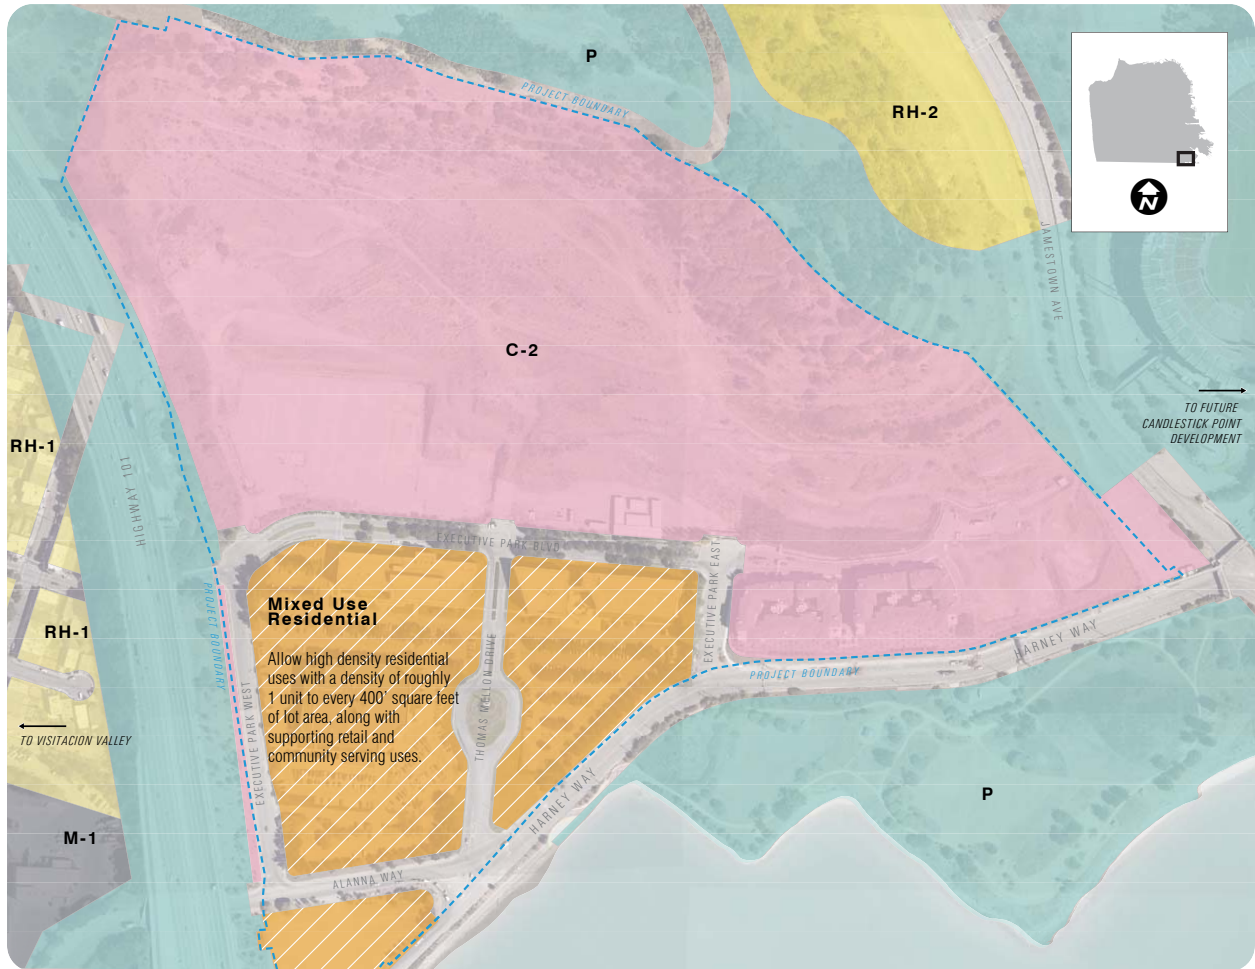 P
PROJECT BOUNDARY
RH-2
N
JAMESTOWN AVE
C-2
TO FUTURE
CANDLESTICK POINT
DEVELOPMENT
RH-1
HIGHWAY 101
EXECUTIVE PARK BLVD
EXECUTIVE PARK EAST
PROJECT BOUNDARY
Mixed Use
Residential
Allow high density residential
uses with a density of roughly
1 unit to every 400' square feet
of lot area, along with
supporting retail and
community serving uses.
RH-1
HARNEY WAY
PROJECT BOUNDARY
EXECUTIVE PARK WEST
THOMAS MELLON DRIVE
TO VISITACION VALLEY
HARNEY WAY
P
M-1
ALANNA WAY